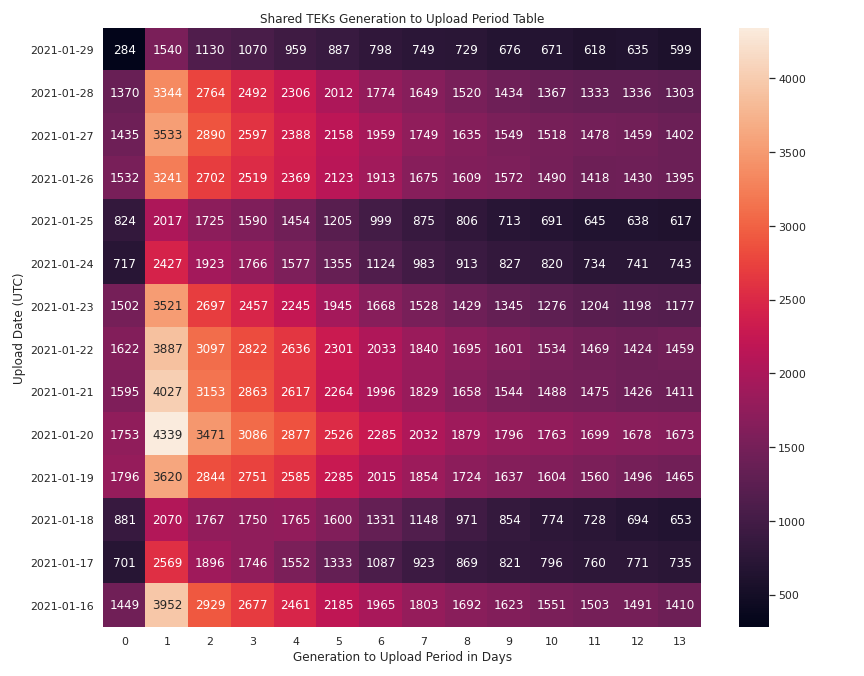 Shared TEKs Generation to Upload Period Table
Upload Date (UTC)
2021-01-29 284 1540 1130 1070 959 887 798 749 729 676 671 618 635 599
2021-01-28 1370 3344 2764 2492 2306 2012 1774 1649 1520 1434 1367 1333 1336 1303
2021-01-27 1435 3533 2890 2597 2388 2158 1959 1749 1635 1549 1518 1478 1459 1402
2021-01-26 1532 3241 2702 2519 2369 2123 1913 1675 1609 1572 1490 1418 1430 1395
2021-01-25 824 2017 1725 1590 1454 1205 999 875 806 713 691 645 638 617
2021-01-24 717 2427 1923 1766 1577 1355 1124 983 913 827 820 734 741 743
2021-01-23 1502 3521 2697 2457 2245 1945 1668 1528 1429 1345 1276 1204 1198 1177
2021-01-22 1622 3887 3097 2822 2636 2301 2033 1840 1695 1601 1534 1469 1424 1459
2021-01-21 1595 4027 3153 2863 2617 2264 1996 1829 1658 1544 1488 1475 1426 1411
2021-01-20 1753 4339 3471 3086 2877 2526 2285 2032 1879 1796 1763 1699 1678 1673
2021-01-19 1796 3620 2844 2751 2585 2285 2015 1854 1724 1637 1604 1560 1496 1465
2021-01-18 881 2070 1767 1750 1765 1600 1331 1148 971 854 774 728 694 653
2021-01-17 701 2569 1896 1746 1552 1333 1087 923 869 821 796 760 771 735
2021-01-16 1449 3952 2929 2677 2461 2185 1965 1803 1692 1623 1551 1503 1491 1410
0 1 2 3 4 5 6 7 8 9 10 11 12 13
Generation to Upload Period in Days
4000
3500
3000
2500
2000
1500
1000
500